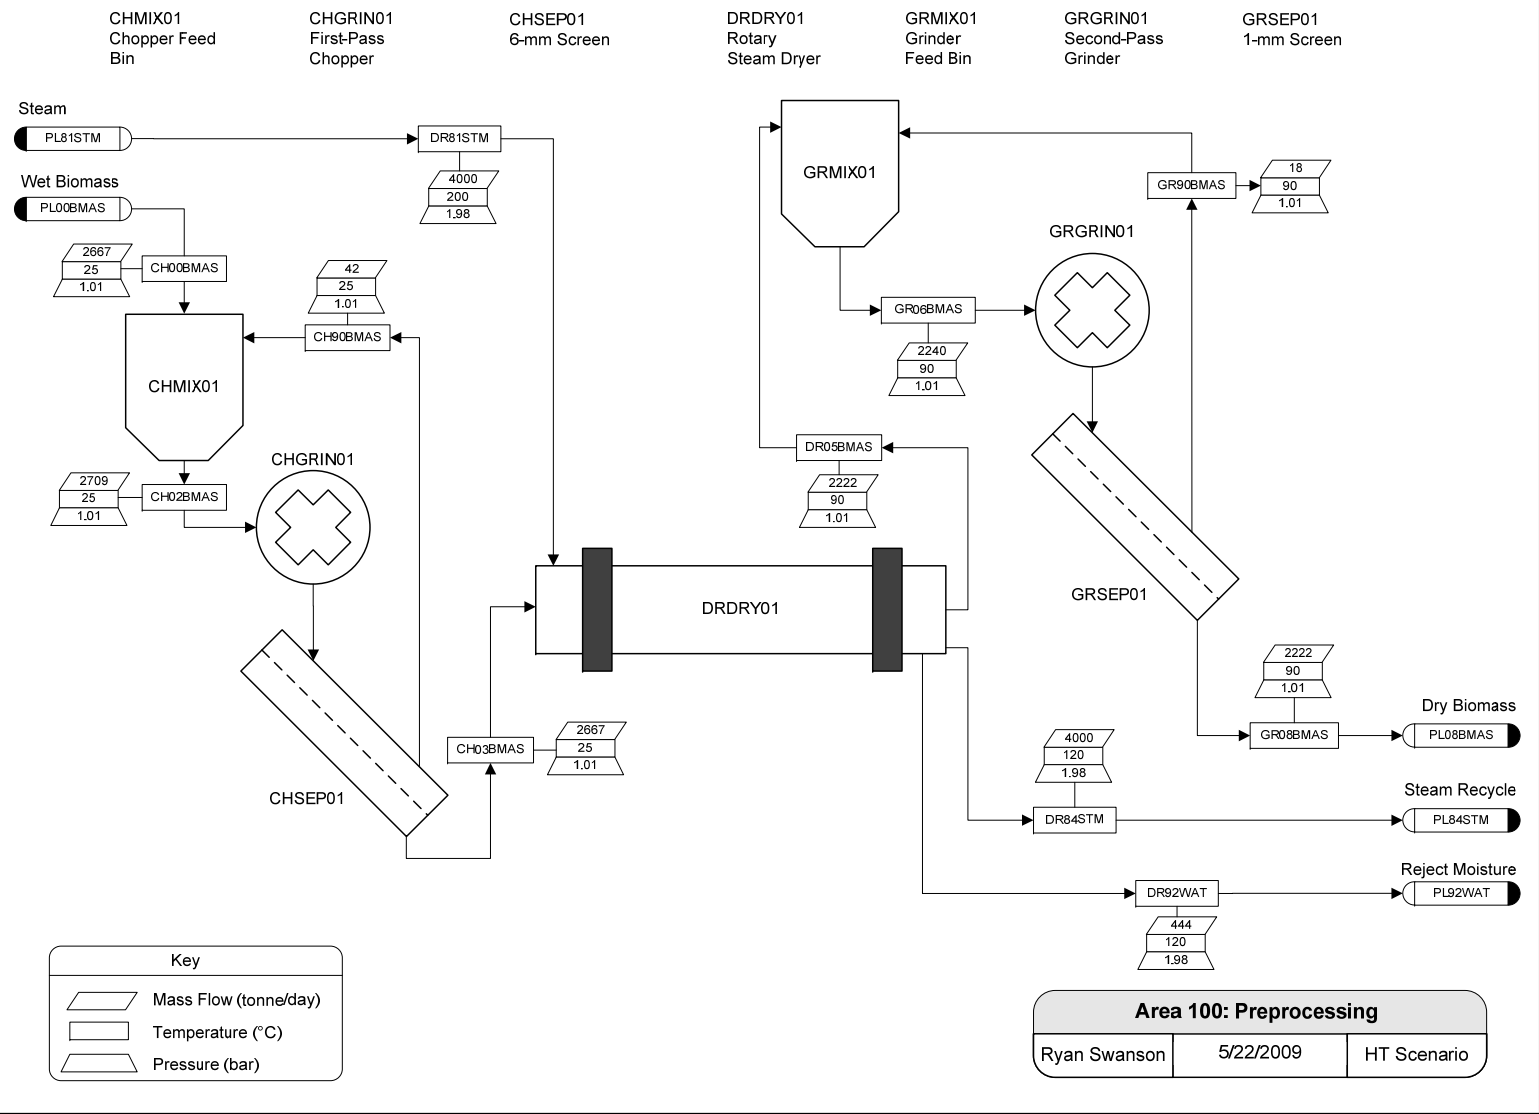 CHMIX01
Chopper Feed
Bin
CHGRIN01
First-Pass
Chopper
CHSEP01
6-mm Screen
DRDRY01
Rotary
Steam Dryer
GRMIX01
Grinder
Feed Bin
GRGRIN01
Second-Pass
Grinder
GRSEP01
1-mm Screen
Steam
PL81STM
DR81STM
4000
200
1.98
Wet Biomass
PL00BMAS
2667
25
1.01
CH00BMAS
42
25
1.01
CH90BMAS
CHMIX01
2709
25
1.01
CH02BMAS
CHGRIN01
CHSEP01
CH03BMAS
2667
25
1.01
DRDRY01
GRMIX01
GR90BMAS
18
90
1.01
GRGRIN01
GR06BMAS
2240
90
1.01
DR05BMAS
2222
90
1.01
GRSEP01
2222
90
1.01
GR08BMAS
Dry Biomass
PL08BMAS
4000
120
1.98
DR84STM
Steam Recycle
PL84STM
DR92WAT
444
120
1.98
Reject Moisture
PL92WAT
Key
Mass Flow (tonne/day)
Temperature (°C)
Pressure (bar)
Area 100: Preprocessing
Ryan Swanson
5/22/2009
HT Scenario